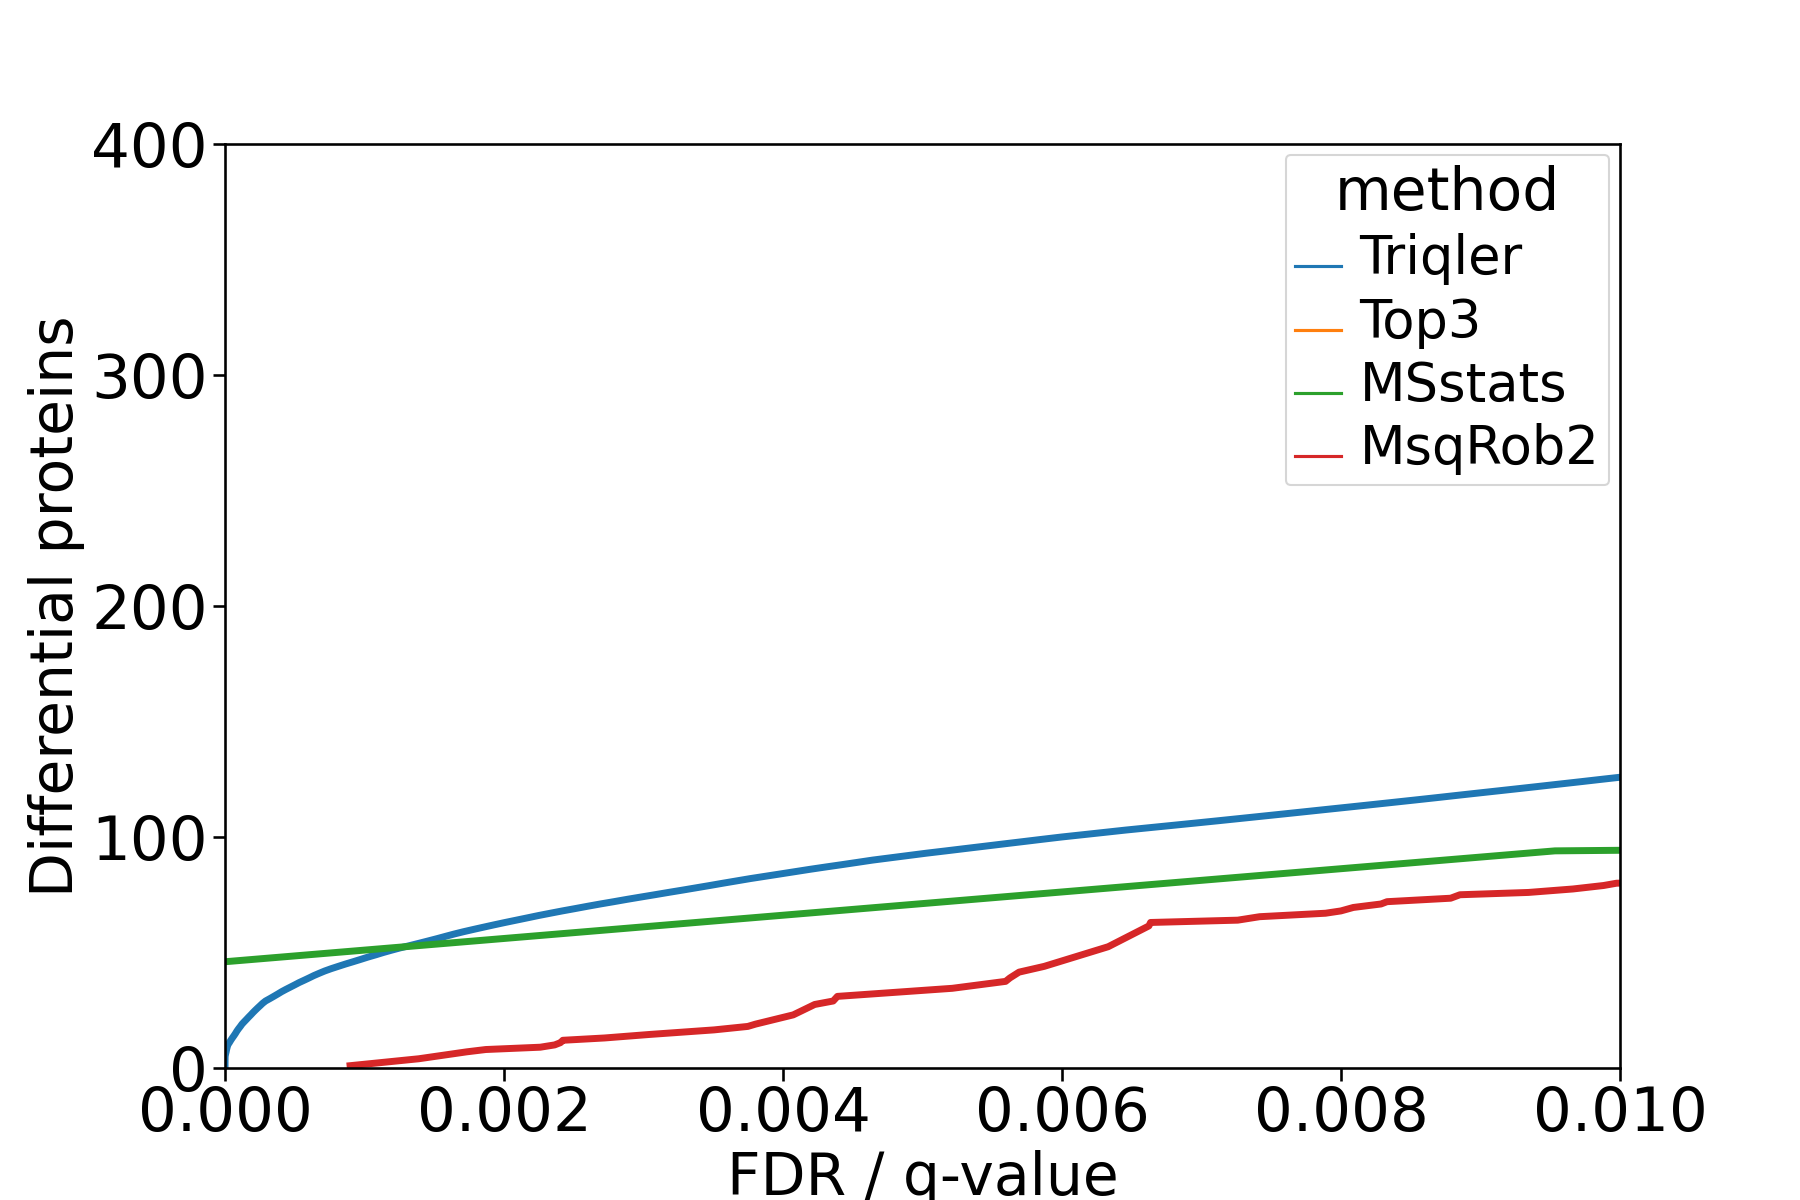 400
300
200
100
0
Differential proteins
0.000 0.002 0.004 0.006 0.008 0.010
FDR / q-value
method
Triqler
Top3
MSstats
MsqRob2